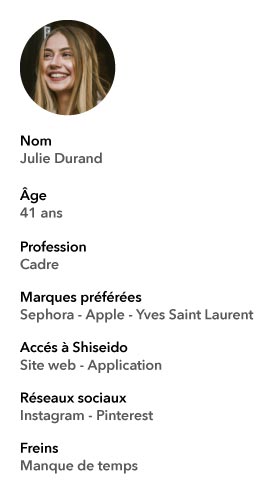 Nom
Julie Durand
Âge
41 ans
Profession
Cadre
Marques préférées
Sephora - Apple - Yves Saint Laurent
Accés à Shiseido
Site web - Application
Réseaux sociaux
Instagram - Pinterest
Freins
Manque de temps